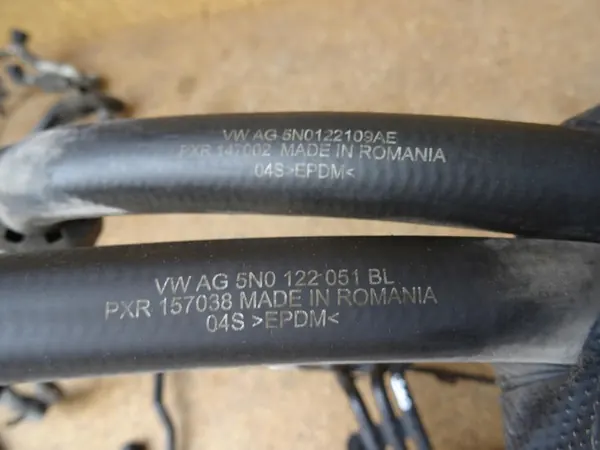 VW AG 5N0122109AE
PXR 147002 MADE IN ROMANIA
04S >EPDM<
VW AG 5N0 122 051 BL
PXR 157038 MADE IN ROMANIA
04S >EPDM<